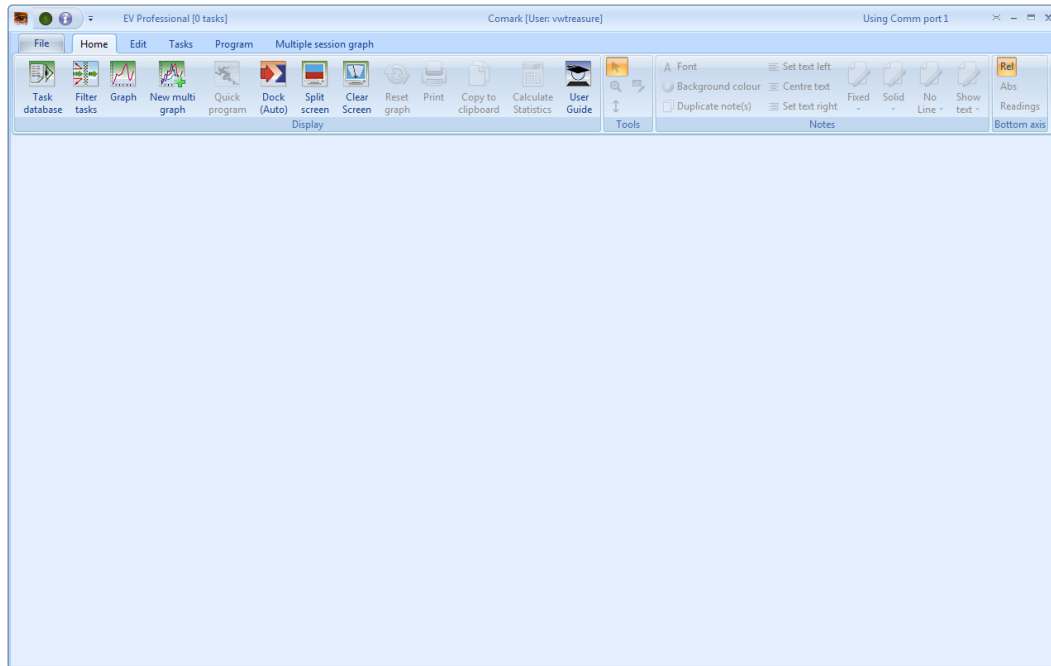 EV Professional [0 tasks] Comark [User: vwtreasure] Using Comm port 1
File Home Edit Tasks Program Multiple session graph
Task database
Filter tasks
Graph
New multi graph
Quick program
Dock (Auto)
Split screen
Clear Screen
Reset graph
Print
Copy to clipboard
Calculate Statistics
User Guide
Display
Tools
A Font
Background colour
Duplicate note(s)
Set text left
Centre text
Set text right
Fixed
Solid
No Line
Show text
Notes
Rel
Abs
Readings
Bottom axis